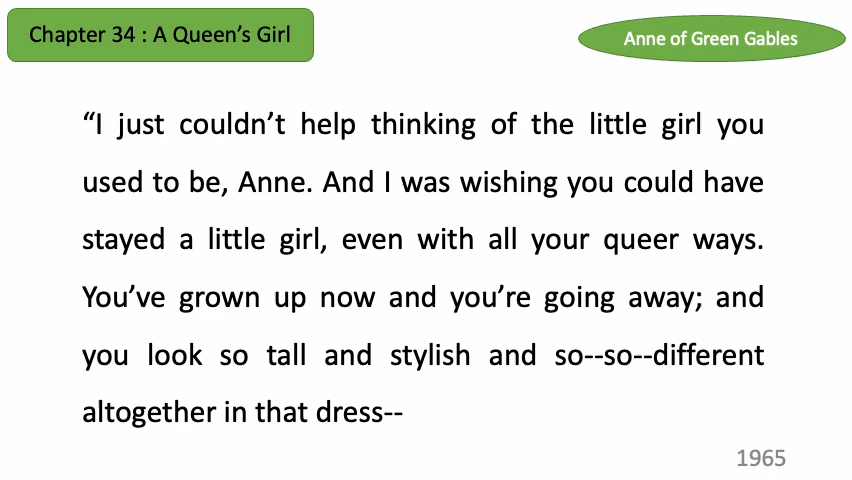 Chapter 34 : A Queen’s Girl
Anne of Green Gables
“I just couldn’t help thinking of the little girl you
used to be, Anne. And I was wishing you could have
stayed a little girl, even with all your queer ways.
You’ve grown up now and you’re going away; and
you look so tall and stylish and so--so--different
altogether in that dress--
1965